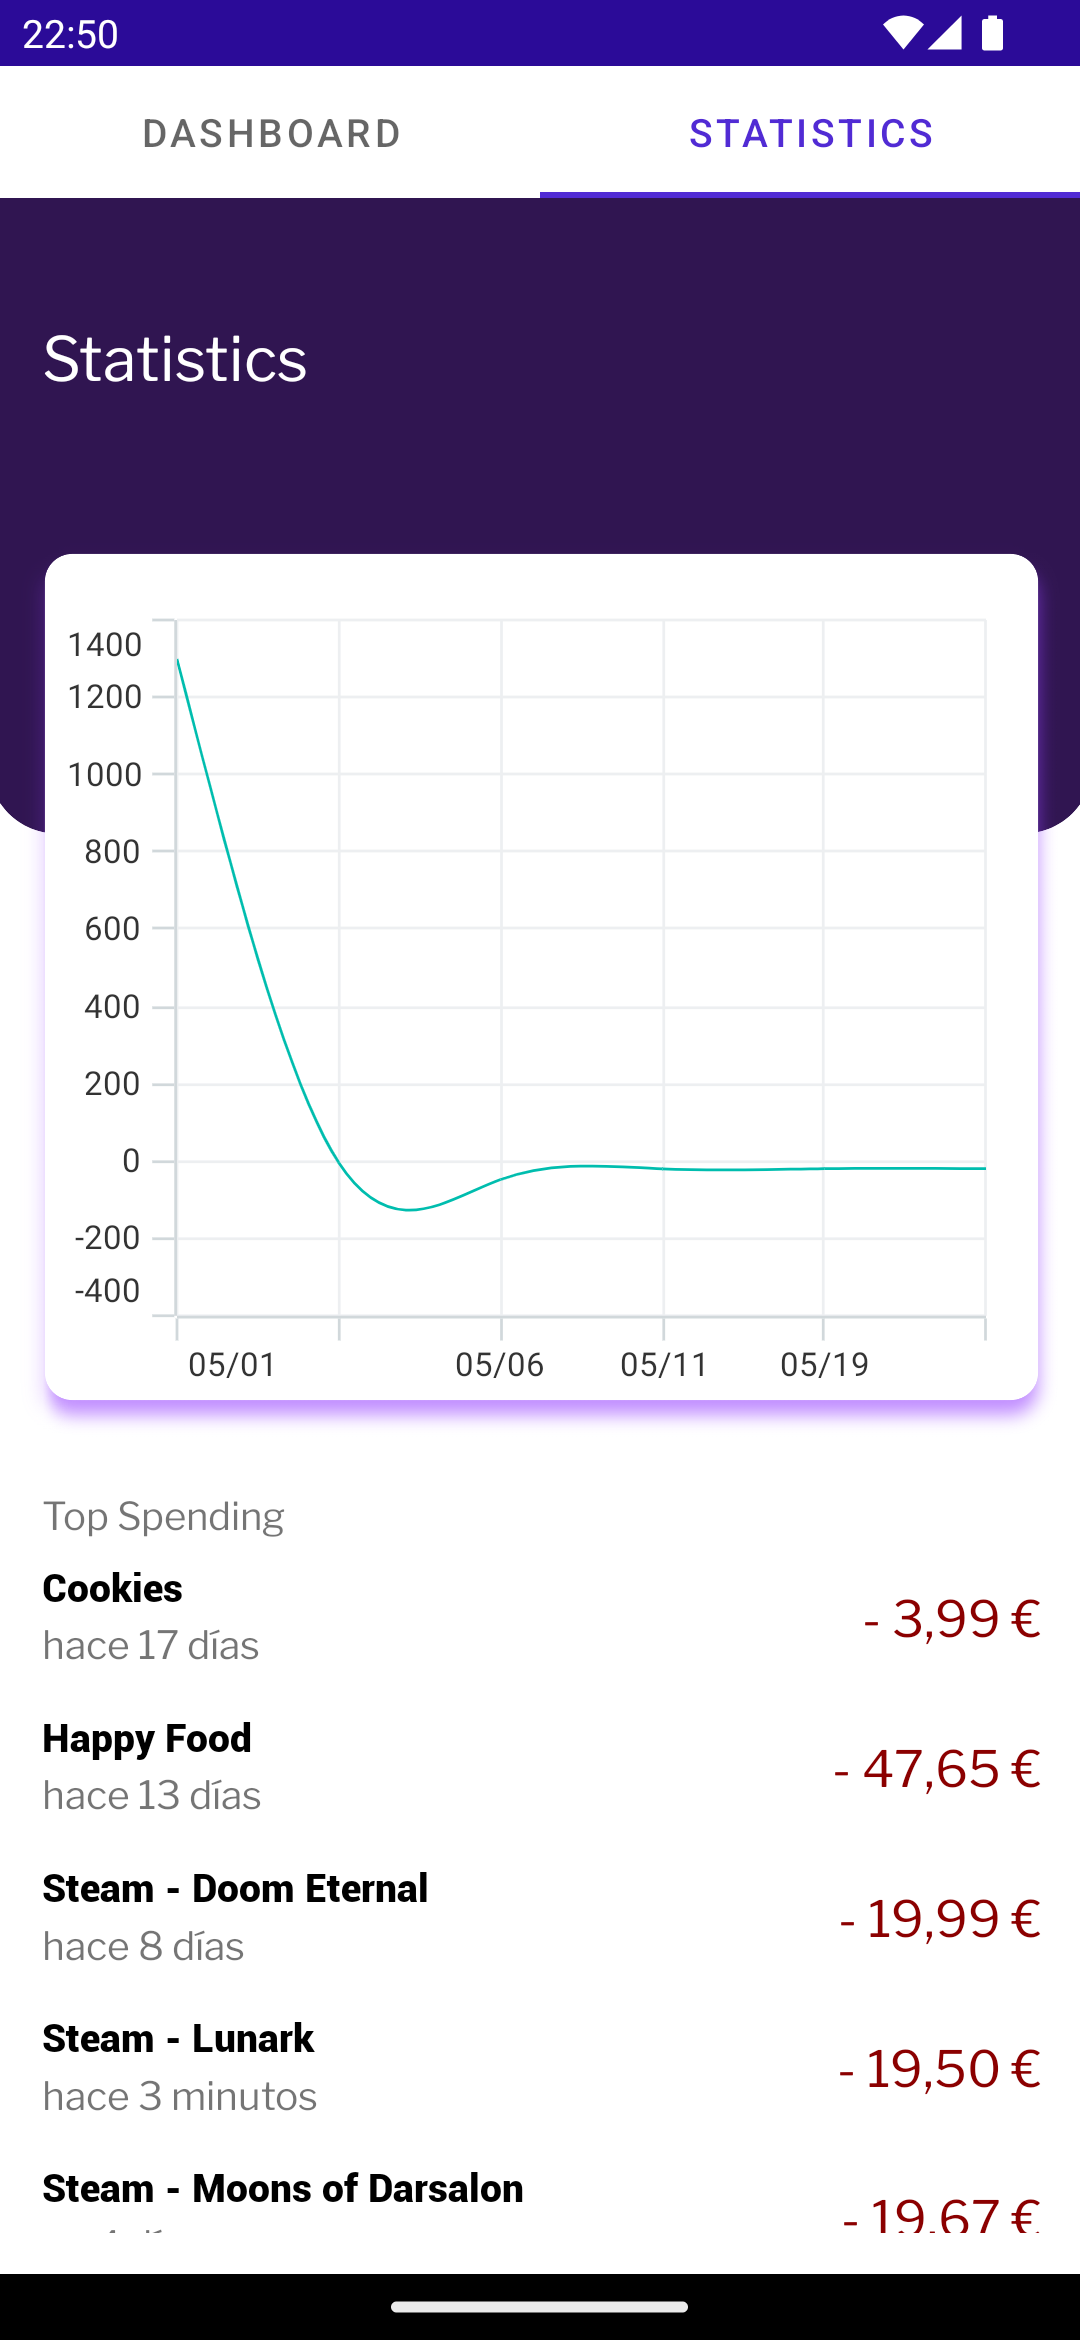 22:50
DASHBOARD STATISTICS
Statistics
1400
1200
1000
800
600
400
200
0
-200
-400
05/01 05/06 05/11 05/19
Top Spending
Cookies
hace 17 días
- 3,99 €
Happy Food
hace 13 días
- 47,65 €
Steam - Doom Eternal
hace 8 días
- 19,99 €
Steam - Lunark
hace 3 minutos
- 19,50 €
Steam - Moons of Darsalon
- 19,67 €